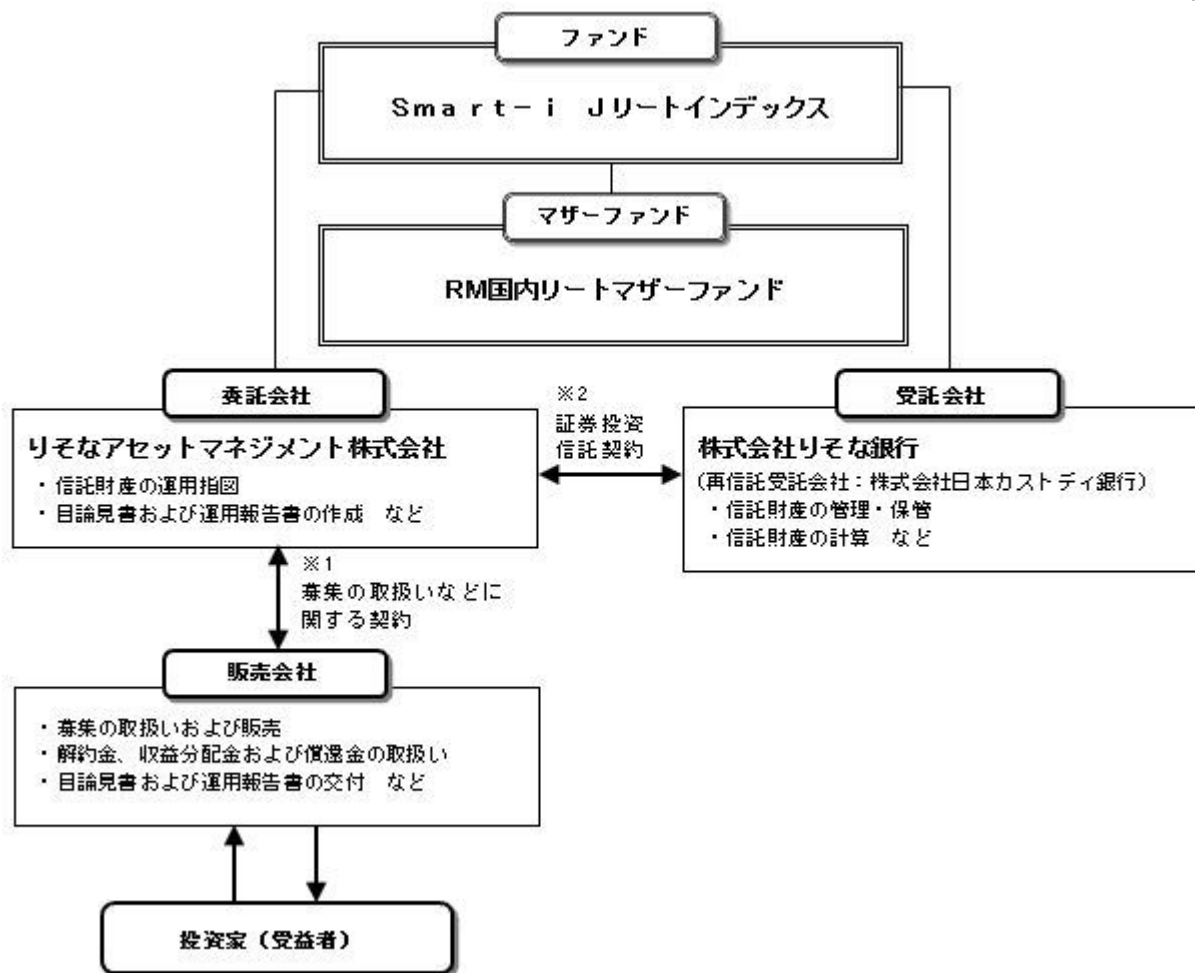 ファンド
Ｓｍａｒｔ－ｉ　Ｊリートインデックス
マザーファンド
RM国内リートマザーファンド
委託会社
りそなアセットマネジメント株式会社
・信託財産の運用指図
・目論見書および運用報告書の作成　など
※2
証券投資
信託契約
受託会社
株式会社りそな銀行
（再信託受託会社：株式会社日本カストディ銀行）
・信託財産の管理・保管
・信託財産の計算　など
※1
募集の取扱いなどに
関する契約
販売会社
・募集の取扱いおよび販売
・解約金、収益分配金および償還金の取扱い
・目論見書および運用報告書の交付　など
投資家（受益者）